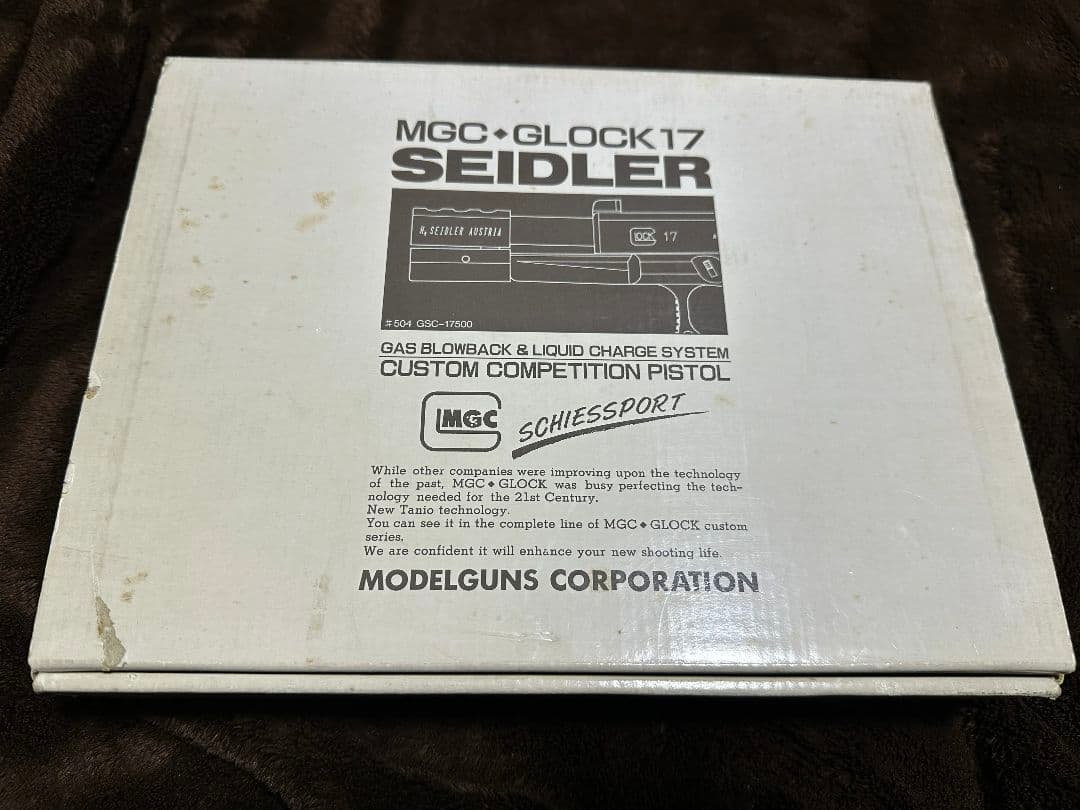 MGC◆GLOCK17
SEIDLER
H. SEIDLER AUSTRIA
GLOCK 17
#504 GSC-17500
GAS BLOWBACK & LIQUID CHARGE SYSTEM
CUSTOM COMPETITION PISTOL
MGC SCHIESSPORT
While other companies were improving upon the technology
of the past, MGC◆GLOCK was busy perfecting the tech-
nology needed for the 21st Century.
New Tanio technology.
You can see it in the complete line of MGC◆GLOCK custom
series.
We are confident it will enhance your new shooting life.
MODELGUNS CORPORATION